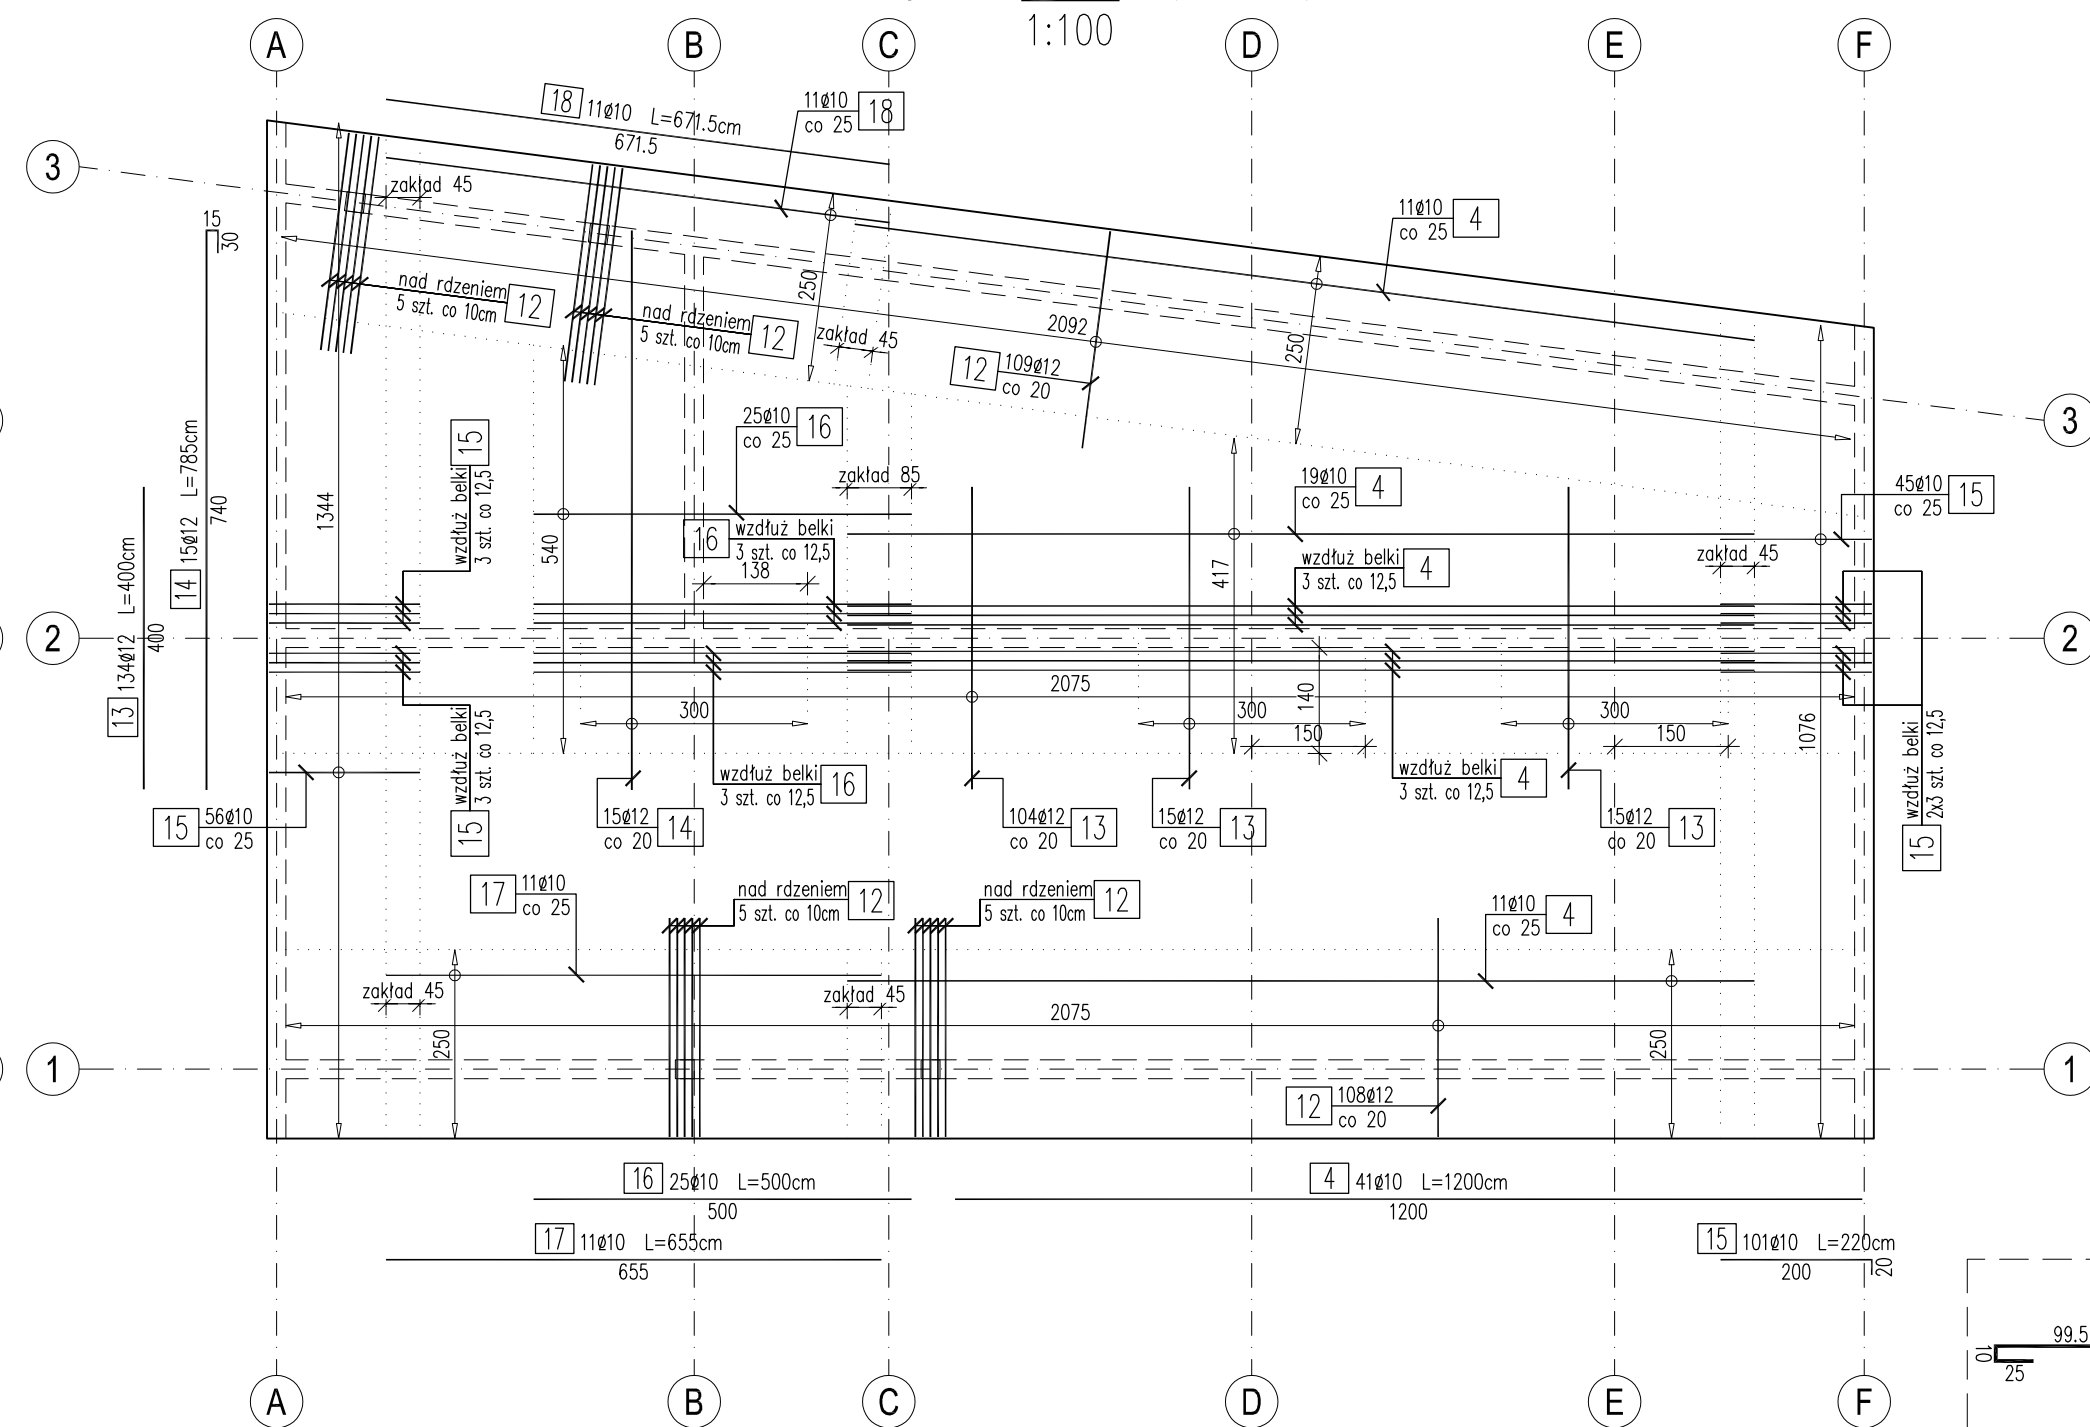 1:100
A
B
C
D
E
F
3
18
11ø10 L=671.5cm
671.5
11ø10
co 25
18
zakład 45
15
30
nad rdzeniem
5 szt. co 10cm
12
nad rdzeniem
5 szt. co 10cm
12
250
zakład 45
2092
12
109ø12
co 20
250
11ø10
co 25
4
3
14
15ø12 L=785cm
740
13
134ø12 L=400cm
400
1344
15
wzdłuż belki
3 szt. co 12,5
540
25ø10
co 25
16
zakład 85
16
wzdłuż belki
3 szt. co 12,5
138
417
19ø10
co 25
4
wzdłuż belki
3 szt. co 12,5
4
45ø10
co 25
15
zakład 45
2
2
2075
300
300
150
140
300
150
1076
wzdłuż belki
3 szt. co 12,5
15
wzdłuż belki
3 szt. co 12,5
16
wzdłuż belki
3 szt. co 12,5
4
wzdłuż belki
2x3 szt. co 12,5
15
15
56ø10
co 25
15ø12
co 20
14
104ø12
co 20
13
15ø12
co 20
13
15ø12
co 20
13
17
11ø10
co 25
nad rdzeniem
5 szt. co 10cm
12
nad rdzeniem
5 szt. co 10cm
12
11ø10
co 25
4
zakład 45
zakład 45
250
2075
250
1
1
12
108ø12
co 20
16
25ø10 L=500cm
500
4
41ø10 L=1200cm
1200
17
11ø10 L=655cm
655
15
101ø10 L=220cm
200
20
99.5
10
25
A
B
C
D
E
F